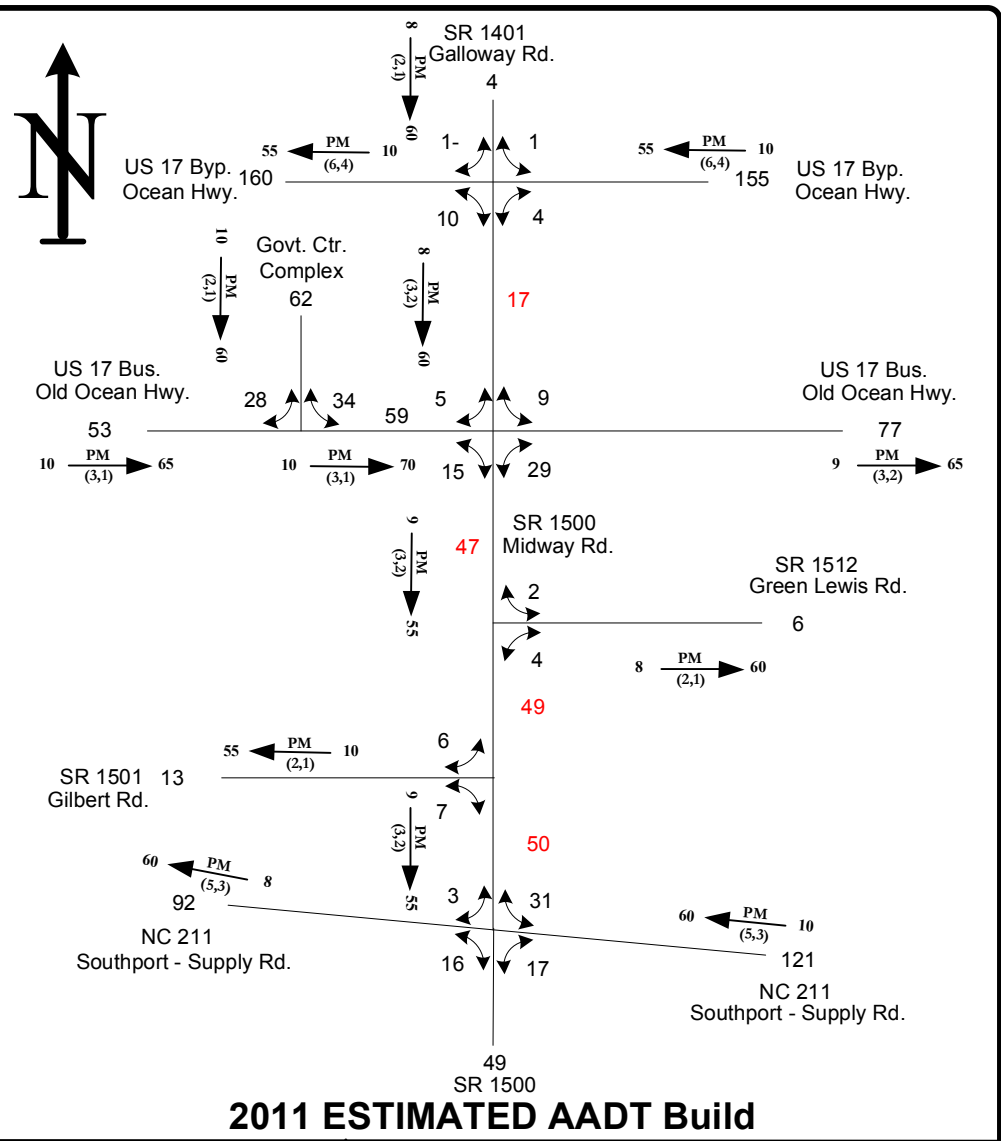 N
8
PM
(2,1)
60
SR 1401
Galloway Rd.
4
55 PM 10
(6,4)
1-
1
55 PM 10
(6,4)
US 17 Byp.
Ocean Hwy.
160
155
US 17 Byp.
Ocean Hwy.
10
4
10
PM
(2,1)
60
Govt. Ctr.
Complex
62
8
PM
(3,2)
60
17
US 17 Bus.
Old Ocean Hwy.
53
28
34
59
5
9
US 17 Bus.
Old Ocean Hwy.
77
10 PM 65
(3,1)
10 PM 70
(3,1)
15
29
9 PM 65
(3,2)
9
PM
(3,2)
55
47
SR 1500
Midway Rd.
2
SR 1512
Green Lewis Rd.
6
4
8 PM 60
(2,1)
49
55 PM 10
(2,1)
6
SR 1501 13
Gilbert Rd.
7
9
PM
(3,2)
55
50
60 PM 8
(5,3)
92
3
31
60 PM 10
(5,3)
NC 211
Southport - Supply Rd.
16
17
121
NC 211
Southport - Supply Rd.
49
SR 1500
2011 ESTIMATED AADT Build